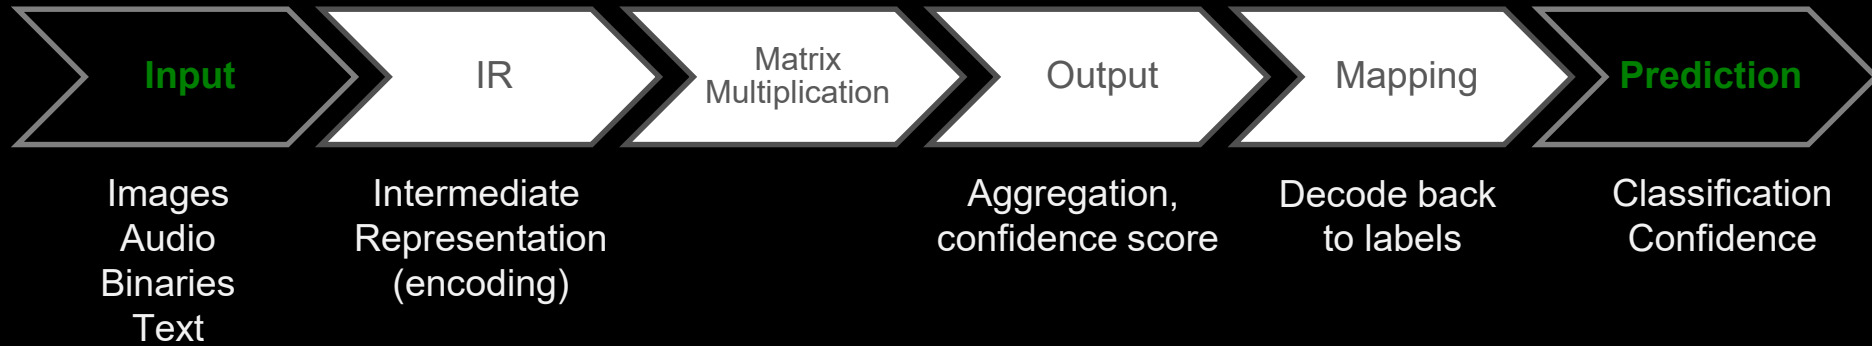 Input
IR
Matrix
Multiplication
Output
Mapping
Prediction
Images
Audio
Binaries
Text
Intermediate
Representation
(encoding)
Aggregation,
confidence score
Decode back
to labels
Classification
Confidence